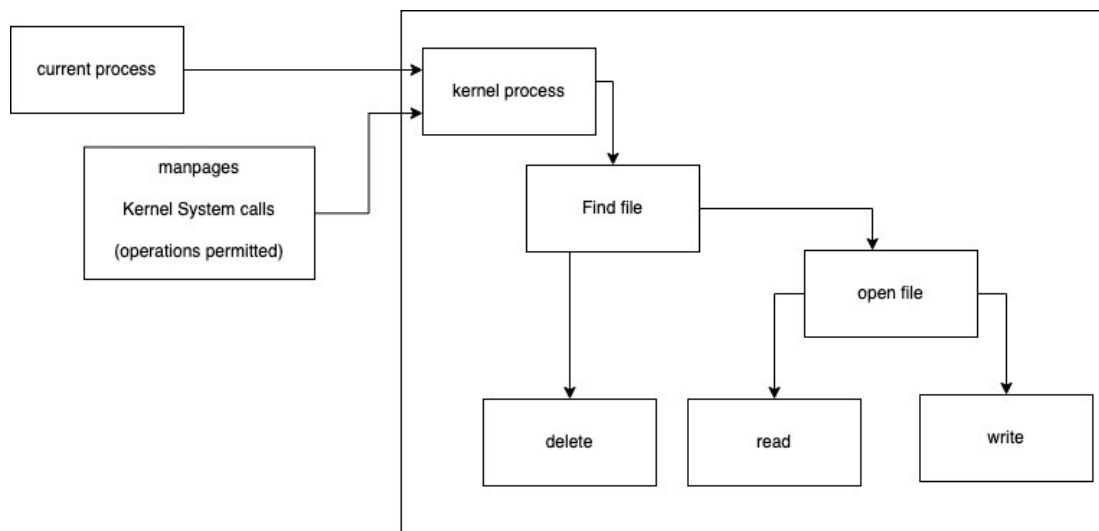 current process
kernel process
manpages
Kernel System calls
(operations permitted)
Find file
open file
delete
read
write